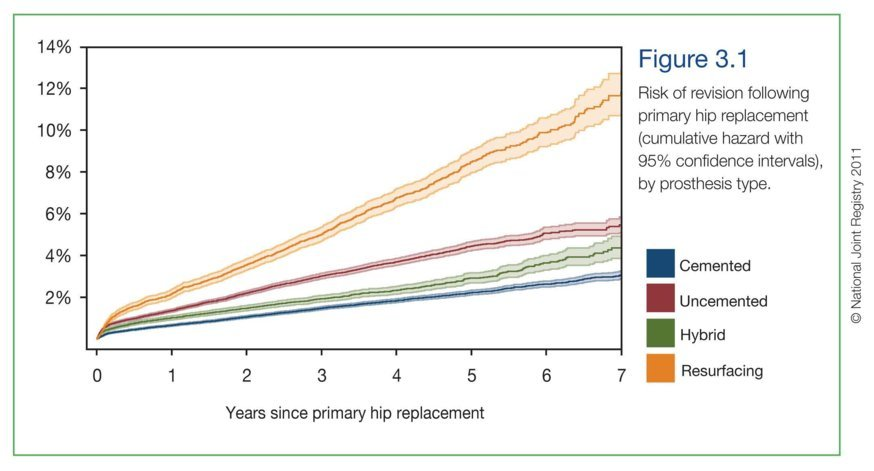 14%
12%
10%
8%
6%
4%
2%
0 1 2 3 4 5 6 7
Years since primary hip replacement
Figure 3.1
Risk of revision following
primary hip replacement
(cumulative hazard with
95% confidence intervals),
by prosthesis type.
Cemented
Uncemented
Hybrid
Resurfacing
© National Joint Registry 2011